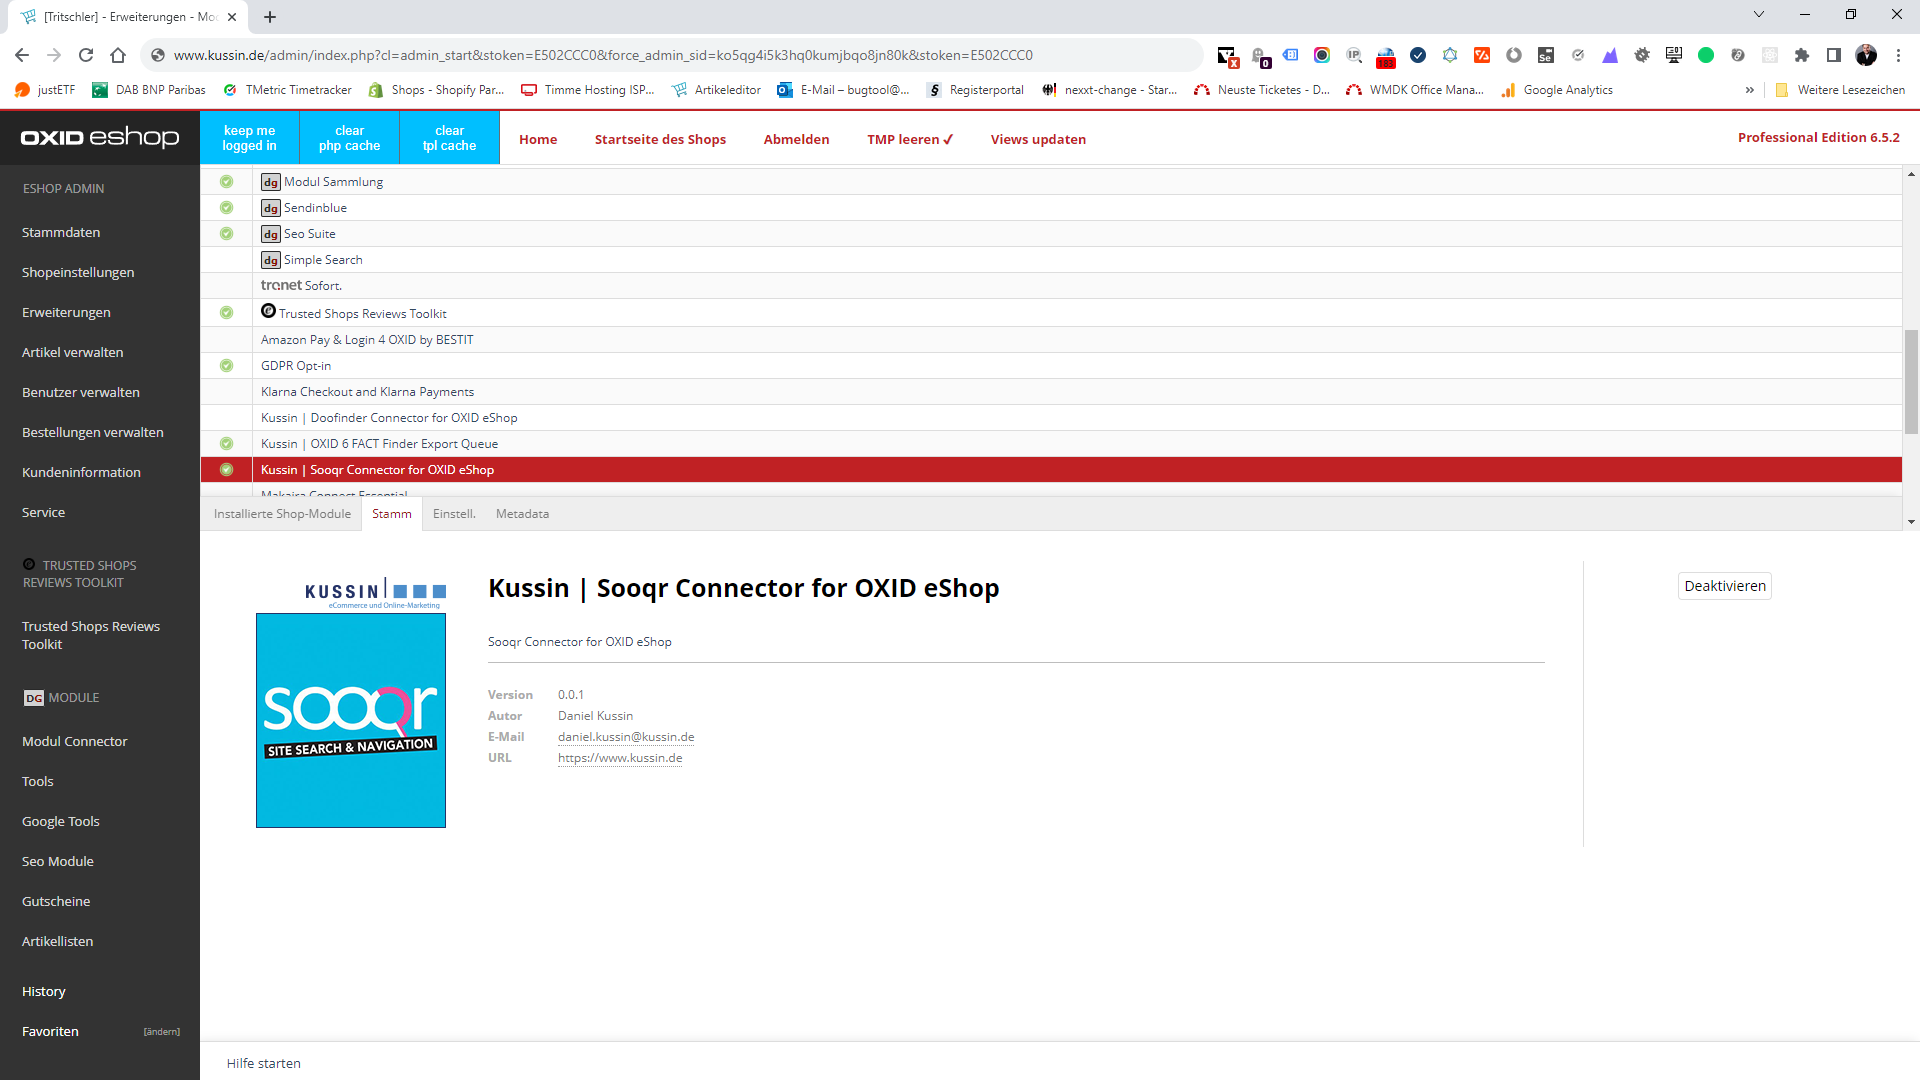 [Tritschler] - Erweiterungen - Mo
www.kussin.de/admin/index.php?cl=admin_start&stoken=E502CCC0&force_admin_sid=ko5qg4i5k3hq0kumjbqo8jn80k&stoken=E502CCC0
justETF
DAB BNP Paribas
TMetric Timetracker
Shops - Shopify Par...
Timme Hosting ISP...
Artikeleditor
E-Mail – bugtool@...
Registerportal
nexxt-change - Star...
Neuste Ticketes - D...
WMDK Office Mana...
Google Analytics
»
Weitere Lesezeichen
OXID eshop
keep me
logged in
clear
php cache
clear
tpl cache
Home
Startseite des Shops
Abmelden
TMP leeren ✓
Views updaten
Professional Edition 6.5.2
ESHOP ADMIN
Stammdaten
Shopeinstellungen
Erweiterungen
Artikel verwalten
Benutzer verwalten
Bestellungen verwalten
Kundeninformation
Service
TRUSTED SHOPS
REVIEWS TOOLKIT
Trusted Shops Reviews
Toolkit
DG MODULE
Modul Connector
Tools
Google Tools
Seo Module
Gutscheine
Artikellisten
History
Favoriten
[ändern]
dg Modul Sammlung
dg Sendinblue
dg Seo Suite
dg Simple Search
tronet Sofort.
Trusted Shops Reviews Toolkit
Amazon Pay & Login 4 OXID by BESTIT
GDPR Opt-in
Klarna Checkout and Klarna Payments
Kussin | Doofinder Connector for OXID eShop
Kussin | OXID 6 FACT Finder Export Queue
Kussin | Sooqr Connector for OXID eShop
Makaira Connect Essential
Installierte Shop-Module
Stamm
Einstell.
Metadata
KUSSIN
eCommerce und Online-Marketing
sooqr
SITE SEARCH & NAVIGATION
Kussin | Sooqr Connector for OXID eShop
Sooqr Connector for OXID eShop
Version 0.0.1
Autor Daniel Kussin
E-Mail daniel.kussin@kussin.de
URL https://www.kussin.de
Deaktivieren
Hilfe starten